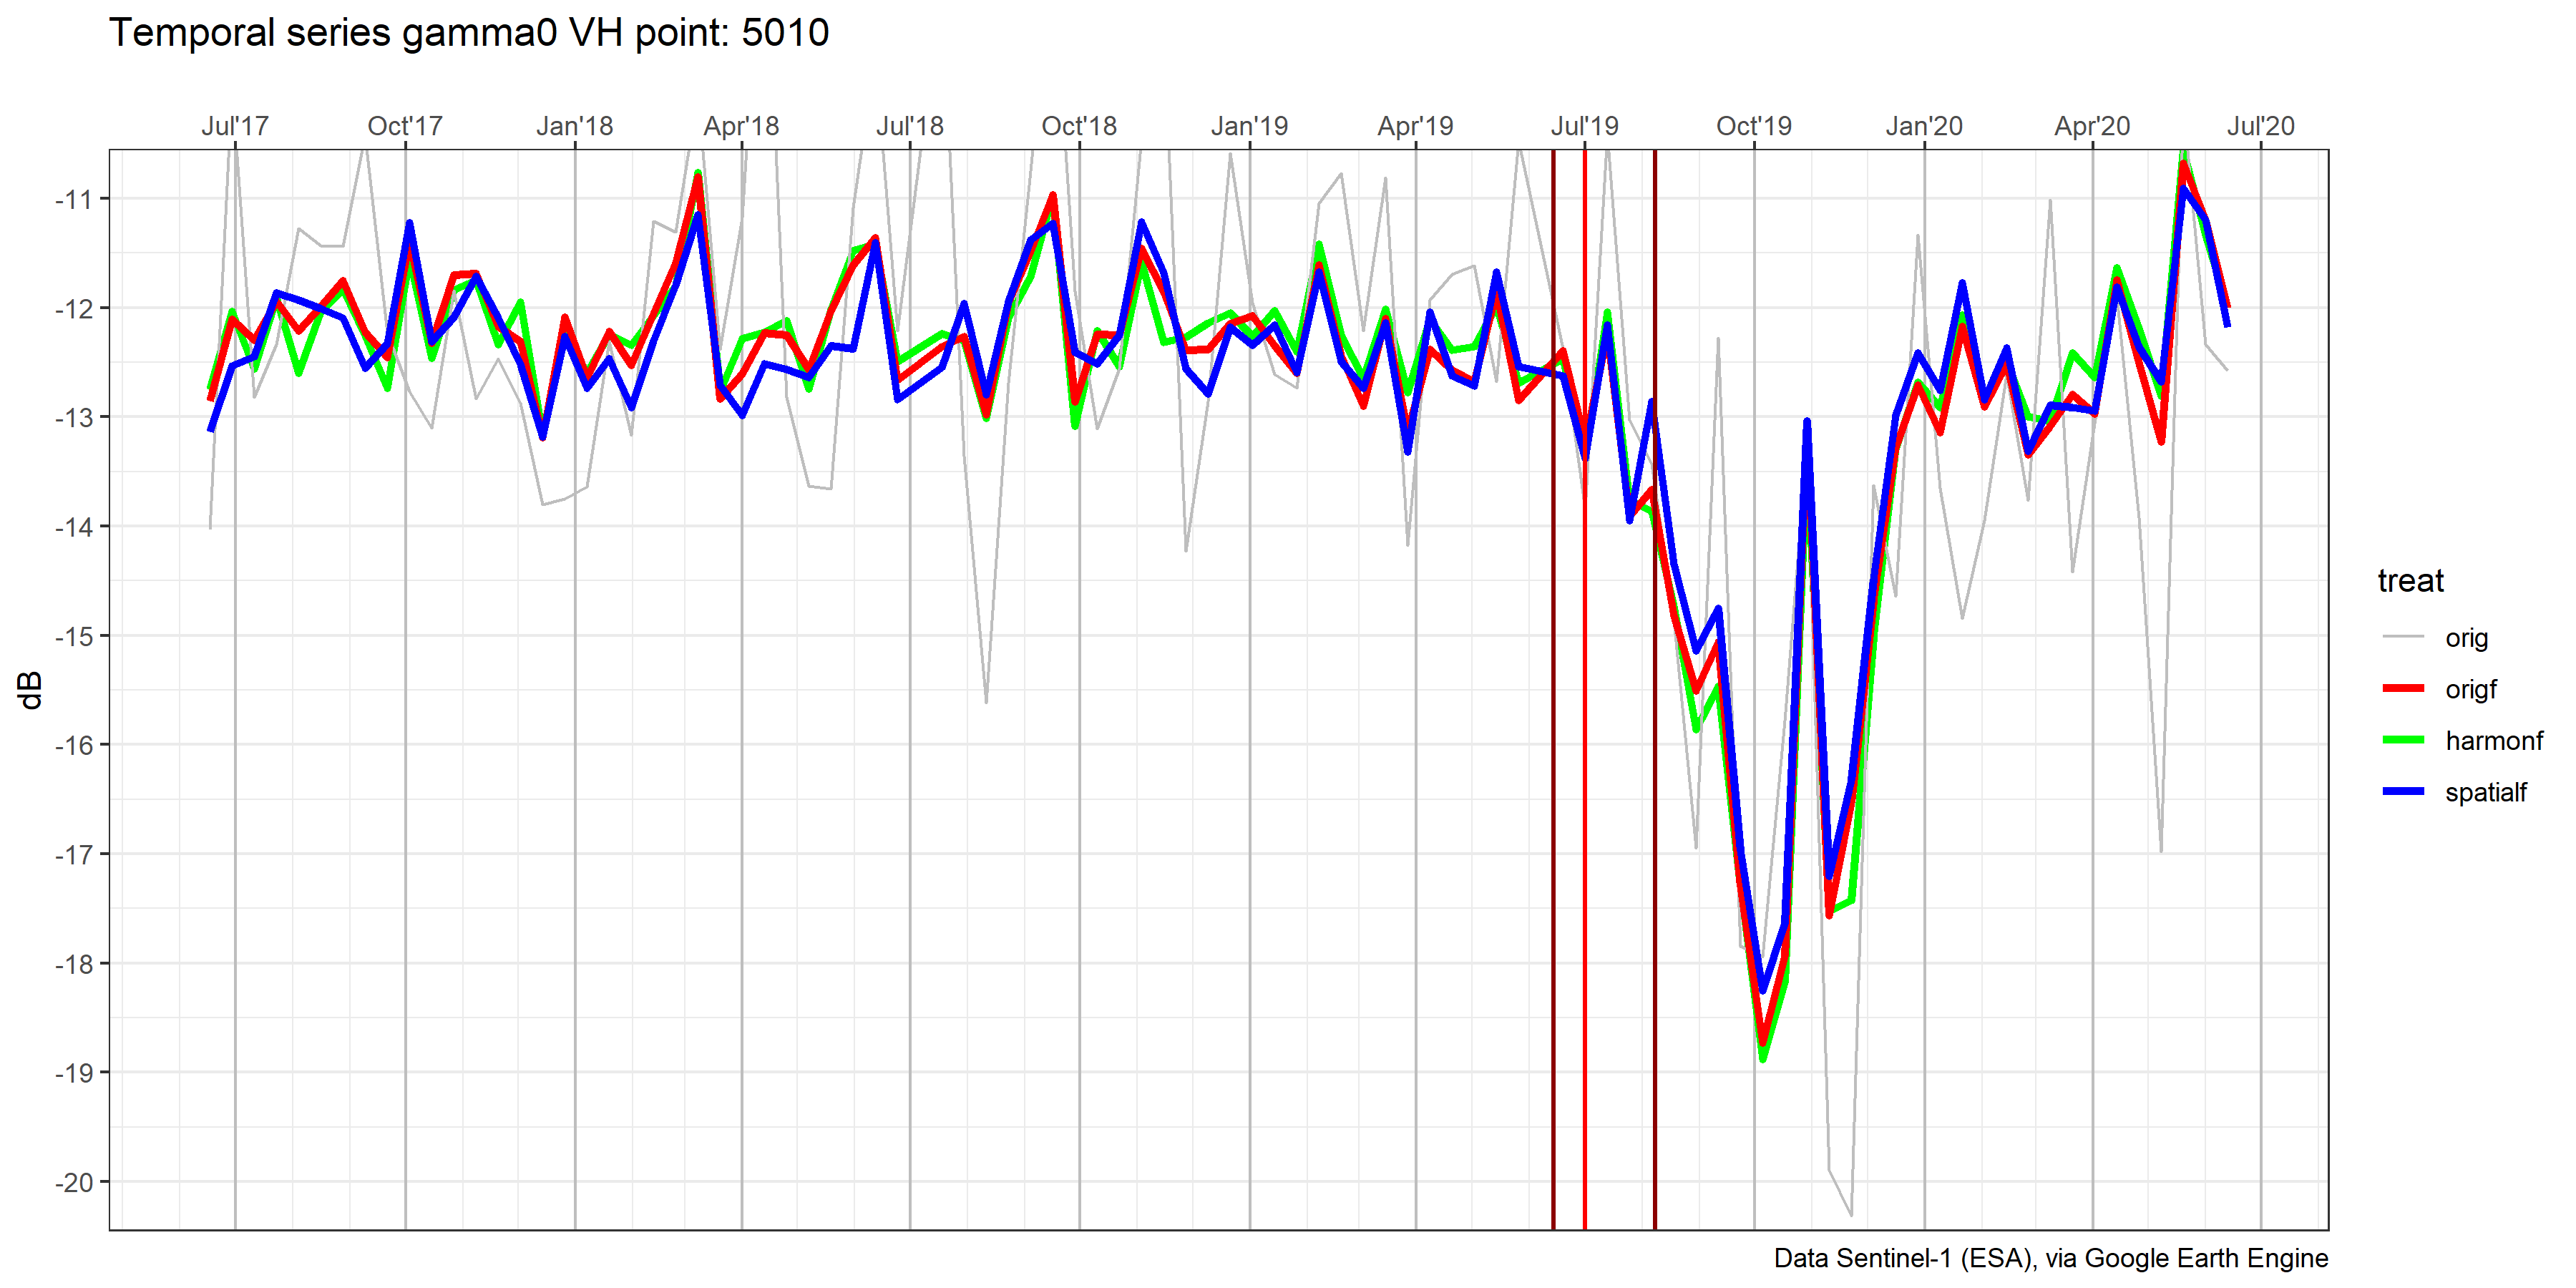 Temporal series gamma0 VH point: 5010
Jul'17 Oct'17 Jan'18 Apr'18 Jul'18 Oct'18 Jan'19 Apr'19 Jul'19 Oct'19 Jan'20 Apr'20 Jul'20
-11
-12
-13
-14
-15
-16
-17
-18
-19
-20
dB
treat
orig
origf
harmonf
spatialf
Data Sentinel-1 (ESA), via Google Earth Engine